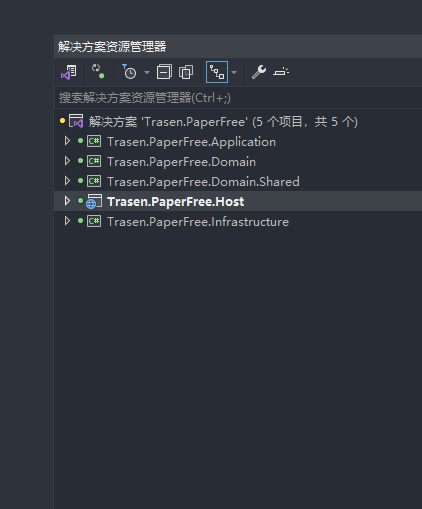 解决方案资源管理器
搜索解决方案资源管理器(Ctrl+;)
解决方案 'Trasen.PaperFree' (5 个项目，共 5 个)
C# Trasen.PaperFree.Application
C# Trasen.PaperFree.Domain
C# Trasen.PaperFree.Domain.Shared
Trasen.PaperFree.Host
C# Trasen.PaperFree.Infrastructure